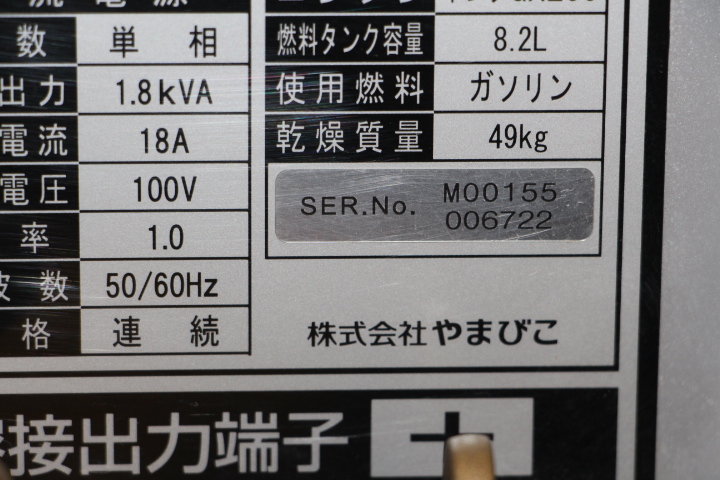 流 電 源
数 単 相
出力 1.8kVA
電流 18A
電圧 100V
率 1.0
数 50/60Hz
格 連 続
燃料タンク容量 8.2L
使用燃料 ガソリン
乾燥質量 49kg
SER.No. M00155
006722
株式会社やまびこ
接出力端子 +